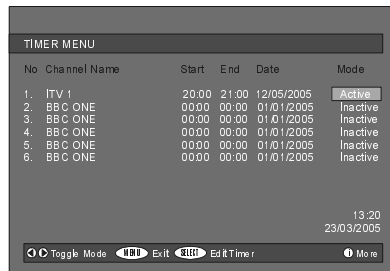 TIMER MENU
No Channel Name Start End Date Mode
1. ITV 1 20:00 21:00 12/05/2005 Active
2. BBC ONE 00:00 00:00 01/01/2005 Inactive
3. BBC ONE 00:00 00:00 01/01/2005 Inactive
4. BBC ONE 00:00 00:00 01/01/2005 Inactive
5. BBC ONE 00:00 00:00 01/01/2005 Inactive
6. BBC ONE 00:00 00:00 01/01/2005 Inactive
13:20
23/03/2005
Toggle Mode MENU Exit SELECT Edit Timer i More